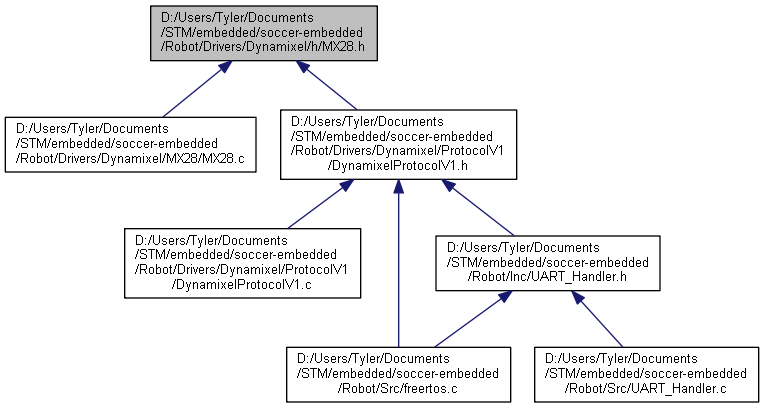 D:/Users/Tyler/Documents
/STM/embedded/soccer-embedded
/Robot/Drivers/Dynamixel/h/MX28.h
D:/Users/Tyler/Documents
/STM/embedded/soccer-embedded
/Robot/Drivers/Dynamixel/MX28/MX28.c
D:/Users/Tyler/Documents
/STM/embedded/soccer-embedded
/Robot/Drivers/Dynamixel/ProtocolV1
/DynamixelProtocolV1.h
D:/Users/Tyler/Documents
/STM/embedded/soccer-embedded
/Robot/Drivers/Dynamixel/ProtocolV1
/DynamixelProtocolV1.c
D:/Users/Tyler/Documents
/STM/embedded/soccer-embedded
/Robot/Inc/UART_Handler.h
D:/Users/Tyler/Documents
/STM/embedded/soccer-embedded
/Robot/Src/freertos.c
D:/Users/Tyler/Documents
/STM/embedded/soccer-embedded
/Robot/Src/UART_Handler.c